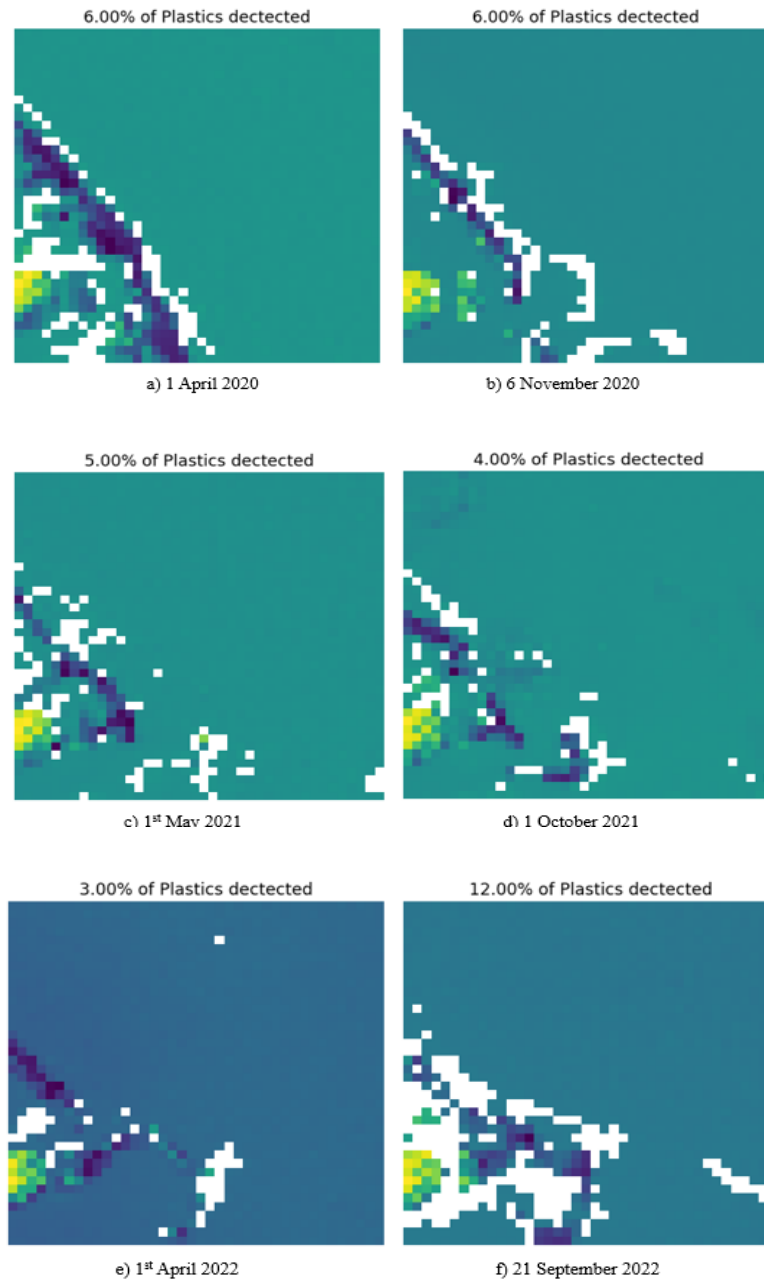 6.00% of Plastics dectected
6.00% of Plastics dectected
a) 1 April 2020
b) 6 November 2020
5.00% of Plastics dectected
4.00% of Plastics dectected
c) 1st May 2021
d) 1 October 2021
3.00% of Plastics dectected
12.00% of Plastics dectected
e) 1st April 2022
f) 21 September 2022